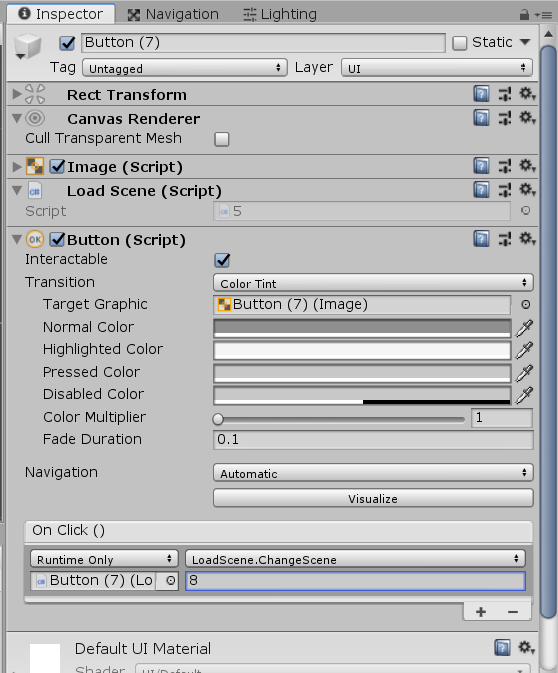 Inspector Navigation Lighting
Button (7) Static
Tag Untagged Layer UI
Rect Transform
Canvas Renderer
Cull Transparent Mesh
Image (Script)
Load Scene (Script)
Script 5
OK Button (Script)
Interactable
Transition Color Tint
Target Graphic Button (7) (Image)
Normal Color
Highlighted Color
Pressed Color
Disabled Color
Color Multiplier 1
Fade Duration 0.1
Navigation Automatic
Visualize
On Click ()
Runtime Only LoadScene.ChangeScene
Button (7) (Lo 8
+ −
Default UI Material
Shader UI/Default